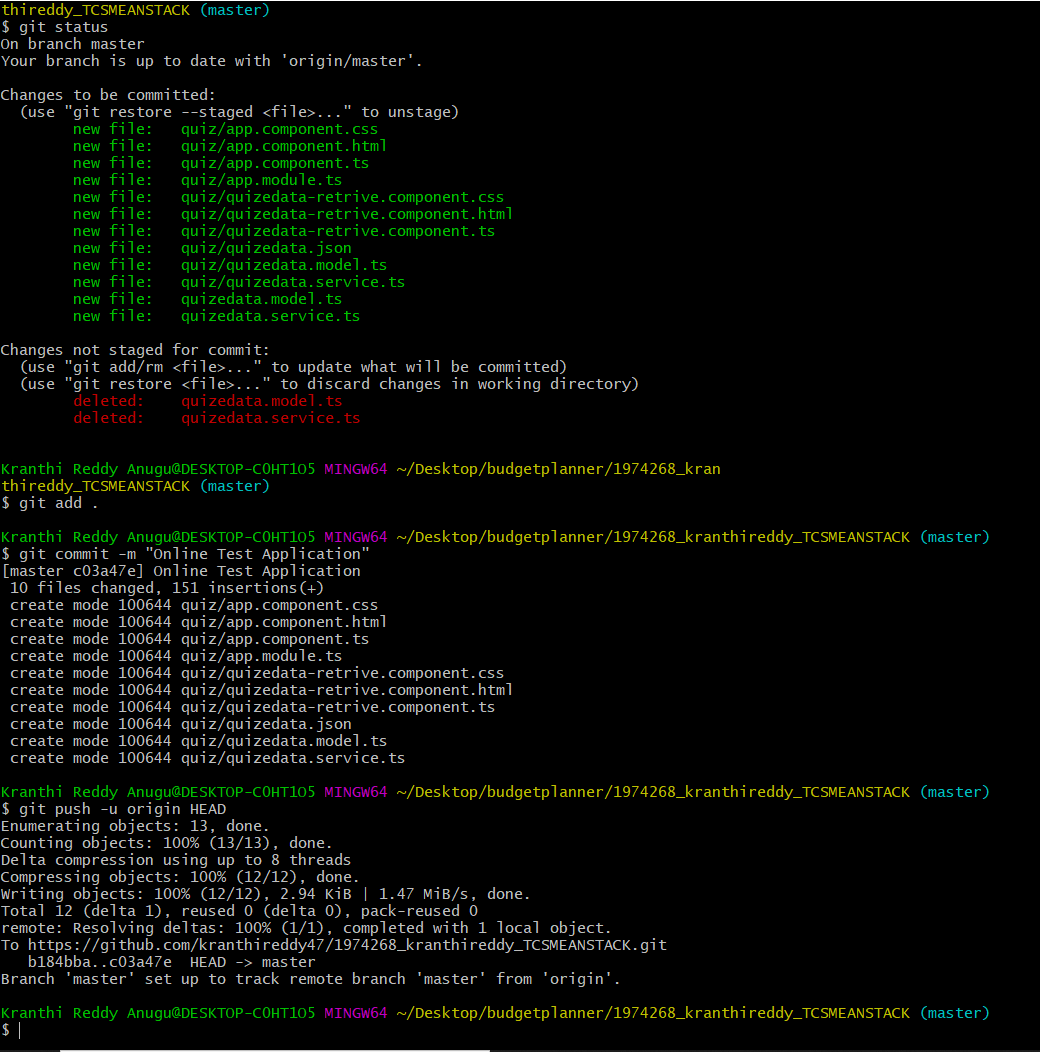 thireddy_TCSMEANSTACK (master)
$ git status
On branch master
Your branch is up to date with 'origin/master'.
Changes to be committed:
  (use "git restore --staged <file>..." to unstage)
        new file:   quiz/app.component.css
        new file:   quiz/app.component.html
        new file:   quiz/app.component.ts
        new file:   quiz/app.module.ts
        new file:   quiz/quizedata-retrive.component.css
        new file:   quiz/quizedata-retrive.component.html
        new file:   quiz/quizedata-retrive.component.ts
        new file:   quiz/quizedata.json
        new file:   quiz/quizedata.model.ts
        new file:   quiz/quizedata.service.ts
        new file:   quizedata.model.ts
        new file:   quizedata.service.ts
Changes not staged for commit:
  (use "git add/rm <file>..." to update what will be committed)
  (use "git restore <file>..." to discard changes in working directory)
        deleted:    quizedata.model.ts
        deleted:    quizedata.service.ts
Kranthi Reddy Anugu@DESKTOP-C0HT1O5 MINGW64 ~/Desktop/budgetplanner/1974268_kran
thireddy_TCSMEANSTACK (master)
$ git add .
Kranthi Reddy Anugu@DESKTOP-C0HT1O5 MINGW64 ~/Desktop/budgetplanner/1974268_kranthireddy_TCSMEANSTACK (master)
$ git commit -m "Online Test Application"
[master c03a47e] Online Test Application
 10 files changed, 151 insertions(+)
 create mode 100644 quiz/app.component.css
 create mode 100644 quiz/app.component.html
 create mode 100644 quiz/app.component.ts
 create mode 100644 quiz/app.module.ts
 create mode 100644 quiz/quizedata-retrive.component.css
 create mode 100644 quiz/quizedata-retrive.component.html
 create mode 100644 quiz/quizedata-retrive.component.ts
 create mode 100644 quiz/quizedata.json
 create mode 100644 quiz/quizedata.model.ts
 create mode 100644 quiz/quizedata.service.ts
Kranthi Reddy Anugu@DESKTOP-C0HT1O5 MINGW64 ~/Desktop/budgetplanner/1974268_kranthireddy_TCSMEANSTACK (master)
$ git push -u origin HEAD
Enumerating objects: 13, done.
Counting objects: 100% (13/13), done.
Delta compression using up to 8 threads
Compressing objects: 100% (12/12), done.
Writing objects: 100% (12/12), 2.94 KiB | 1.47 MiB/s, done.
Total 12 (delta 1), reused 0 (delta 0), pack-reused 0
remote: Resolving deltas: 100% (1/1), completed with 1 local object.
To https://github.com/kranthireddy47/1974268_kranthireddy_TCSMEANSTACK.git
   b184bba..c03a47e  HEAD -> master
Branch 'master' set up to track remote branch 'master' from 'origin'.
Kranthi Reddy Anugu@DESKTOP-C0HT1O5 MINGW64 ~/Desktop/budgetplanner/1974268_kranthireddy_TCSMEANSTACK (master)
$